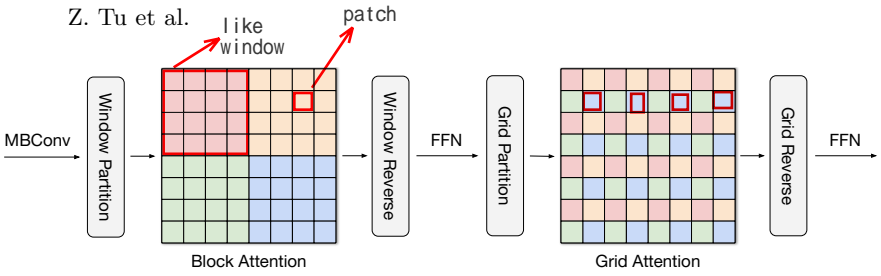 Z. Tu et al.
like
window
patch
MBConv
Window Partition
Block Attention
Window Reverse
FFN
Grid Partition
Grid Attention
Grid Reverse
FFN